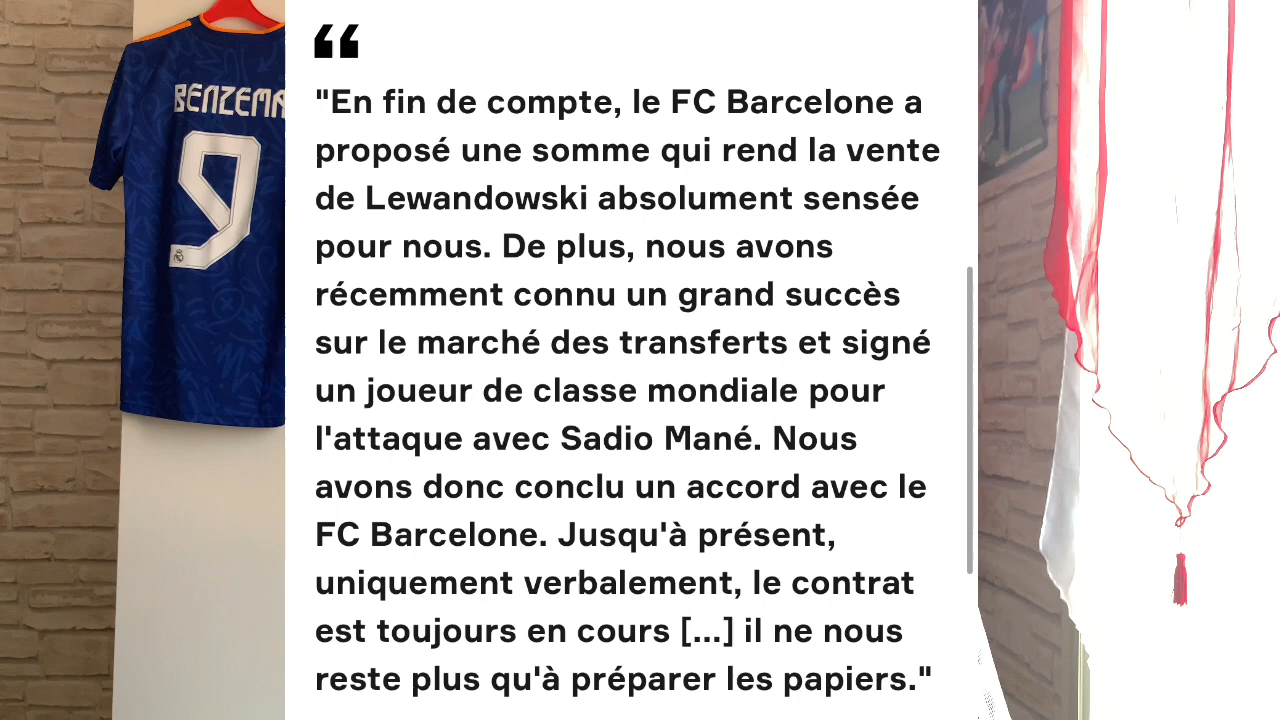 BENZEMA
9
"En fin de compte, le FC Barcelone a
proposé une somme qui rend la vente
de Lewandowski absolument sensée
pour nous. De plus, nous avons
récemment connu un grand succès
sur le marché des transferts et signé
un joueur de classe mondiale pour
l'attaque avec Sadio Mané. Nous
avons donc conclu un accord avec le
FC Barcelone. Jusqu'à présent,
uniquement verbalement, le contrat
est toujours en cours [...] il ne nous
reste plus qu'à préparer les papiers."